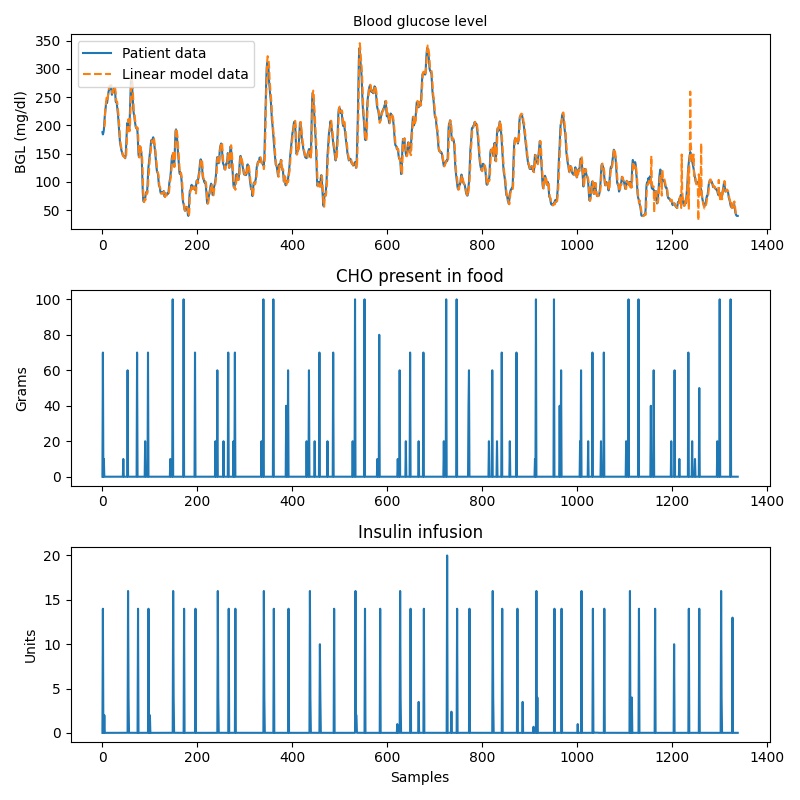 Blood glucose level
BGL (mg/dl)
350
300
250
200
150
100
50
Patient data
Linear model data
0 200 400 600 800 1000 1200 1400
CHO present in food
Grams
100
80
60
40
20
0
0 200 400 600 800 1000 1200 1400
Insulin infusion
Units
20
15
10
5
0
0 200 400 600 800 1000 1200 1400
Samples